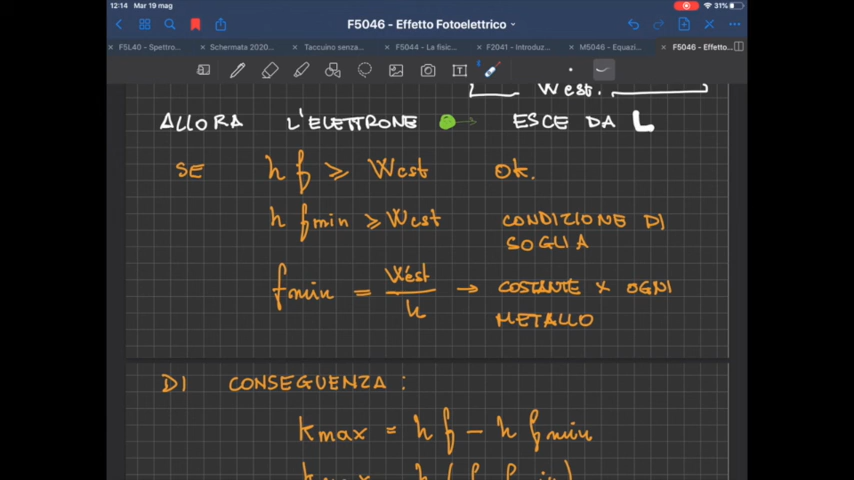 12:14 Mar 19 mag 31%
F5046 - Effetto Fotoelettrico
F5L40 - Spettro... Schermata 2020... Taccuino senza... F5044 - La fisic... F2041 - Introduz... M5046 - Equazi... F5046 - Effetto...
West.
ALLORA L'ELETTRONE ESCE DA L
SE h f ⩾ West Ok.
h fmin ⩾ West CONDIZIONE DI
SOGLIA
fmin = West / h → COSTANTE x OGNI
METALLO
DI CONSEGUENZA :
Kmax = h f - h fmin